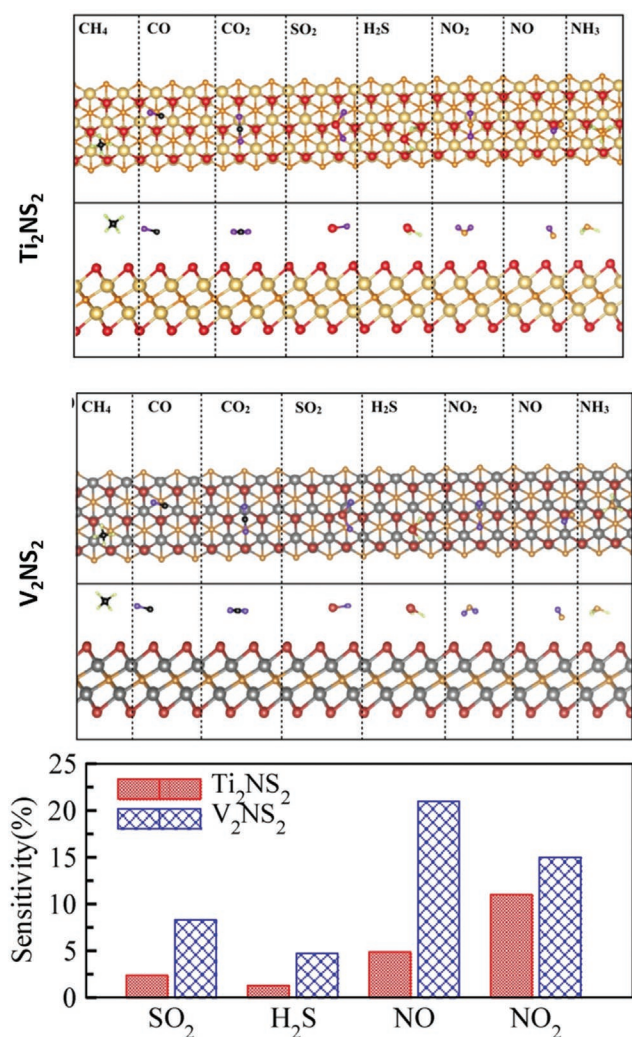 CH₄ CO CO₂ SO₂ H₂S NO₂ NO NH₃
Ti₂NS₂
) CH₄ CO CO₂ SO₂ H₂S NO₂ NO NH₃
V₂NS₂
25
20
15
10
5
0
Sensitivity(%)
Ti₂NS₂
V₂NS₂
SO₂ H₂S NO NO₂